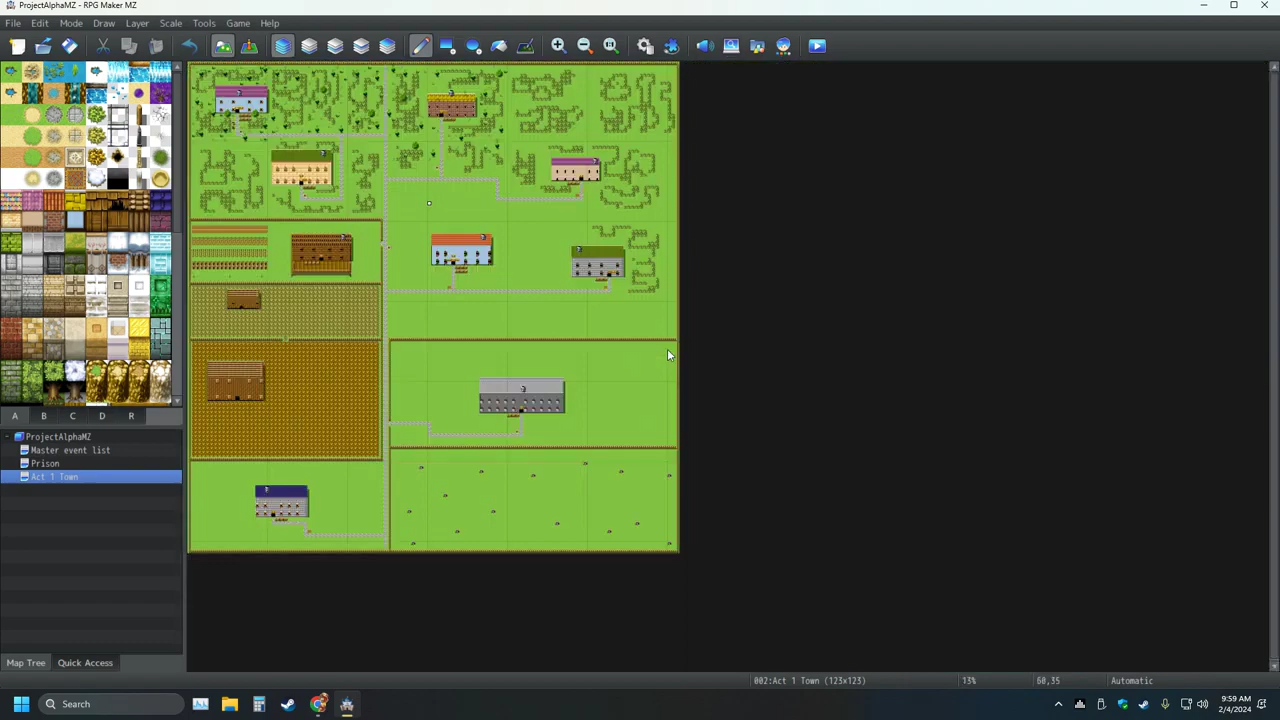 ProjectAlphaMZ - RPG Maker MZ
File Edit Mode Draw Layer Scale Tools Game Help
A B C D R
ProjectAlphaMZ
Master event list
Prison
Act 1 Town
Map Tree Quick Access
002:Act 1 Town (123x123) 13% 60,35 Automatic
Search
9:59 AM
2/4/2024